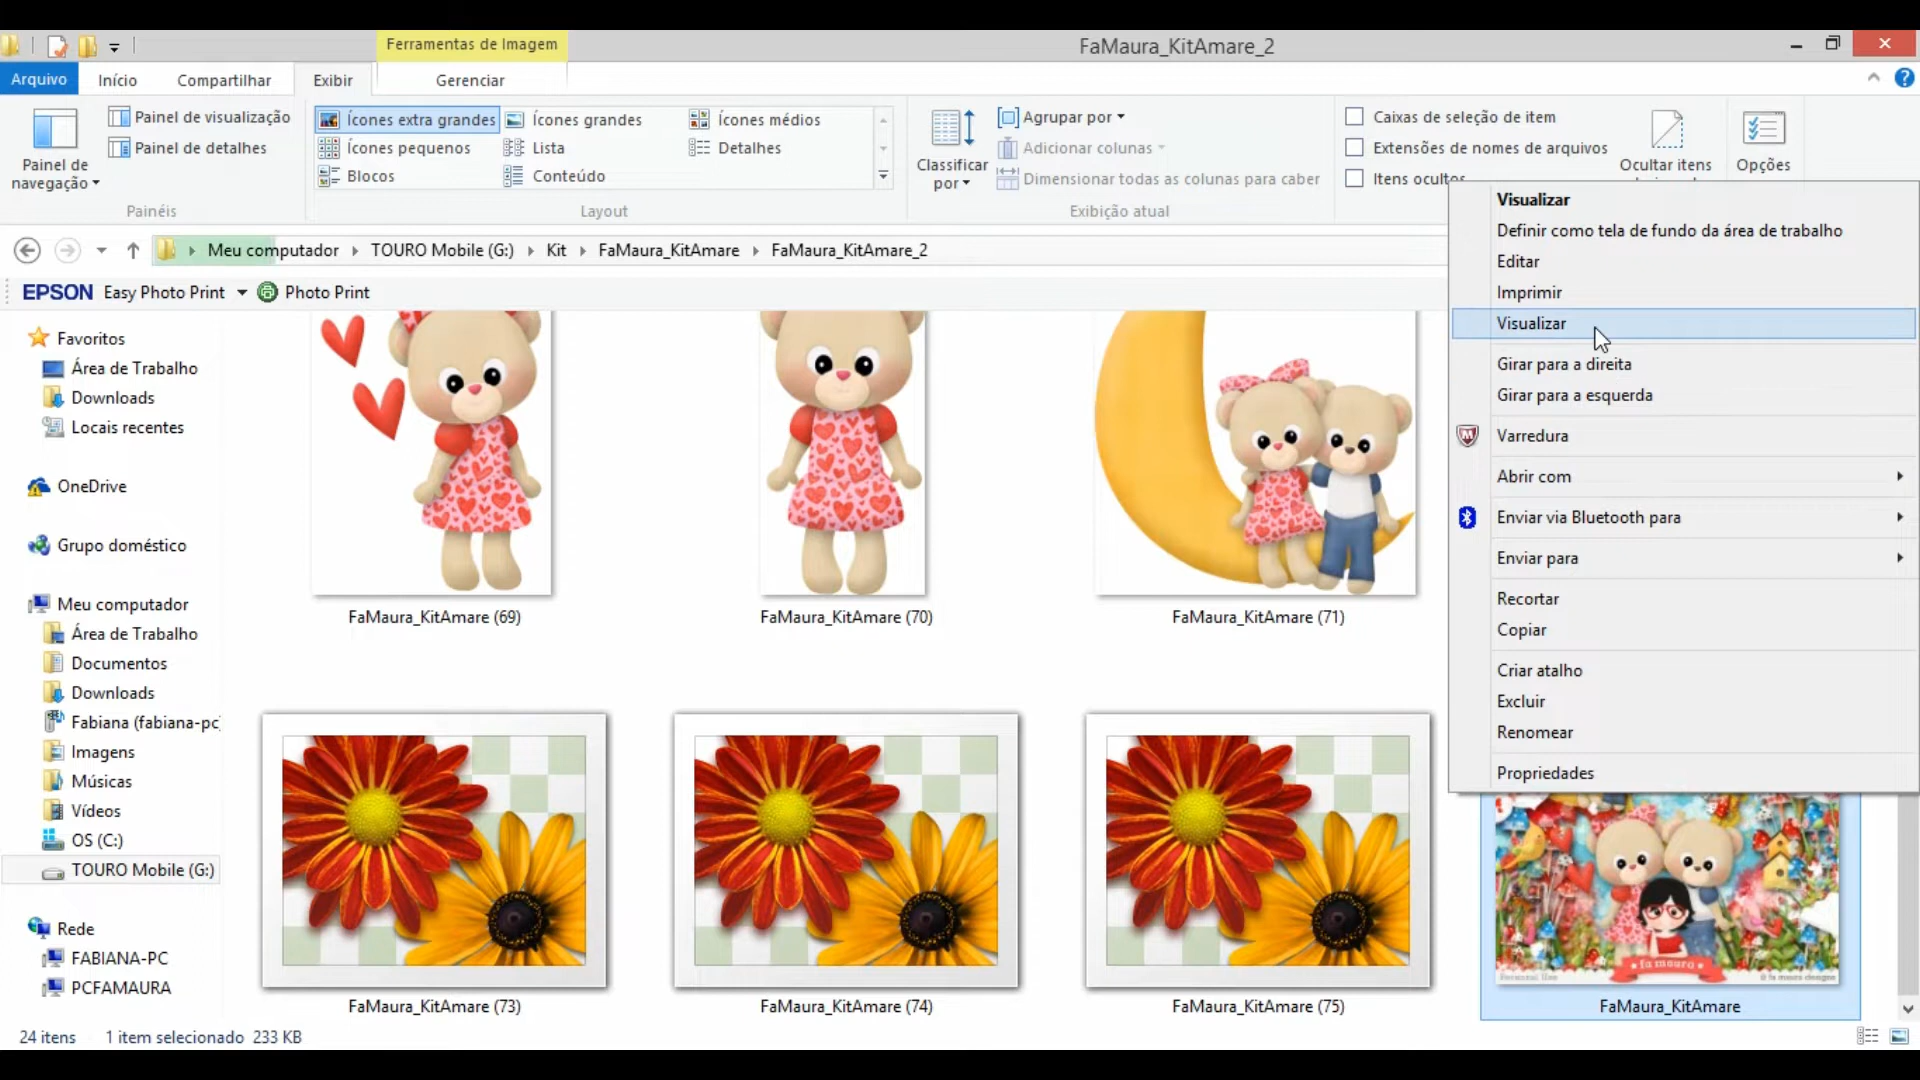 Ferramentas de Imagem
FaMaura_KitAmare_2
Arquivo
Início
Compartilhar
Exibir
Gerenciar
Painel de navegação
Painel de visualização
Painel de detalhes
Painéis
Ícones extra grandes
Ícones grandes
Ícones médios
Ícones pequenos
Lista
Detalhes
Blocos
Conteúdo
Layout
Classificar por
Agrupar por
Adicionar colunas
Dimensionar todas as colunas para caber
Exibição atual
Caixas de seleção de item
Extensões de nomes de arquivos
Itens ocultos
Ocultar itens
Opções
Meu computador
TOURO Mobile (G:)
Kit
FaMaura_KitAmare
FaMaura_KitAmare_2
EPSON Easy Photo Print
Photo Print
Favoritos
Área de Trabalho
Downloads
Locais recentes
OneDrive
Grupo doméstico
Meu computador
Área de Trabalho
Documentos
Downloads
Fabiana (fabiana-pc
Imagens
Músicas
Vídeos
OS (C:)
TOURO Mobile (G:)
Rede
FABIANA-PC
PCFAMAURA
FaMaura_KitAmare (69)
FaMaura_KitAmare (70)
FaMaura_KitAmare (71)
FaMaura_KitAmare (73)
FaMaura_KitAmare (74)
FaMaura_KitAmare (75)
fa maura
FaMaura_KitAmare
Visualizar
Definir como tela de fundo da área de trabalho
Editar
Imprimir
Visualizar
Girar para a direita
Girar para a esquerda
Varredura
Abrir com
Enviar via Bluetooth para
Enviar para
Recortar
Copiar
Criar atalho
Excluir
Renomear
Propriedades
24 itens
1 item selecionado 233 KB